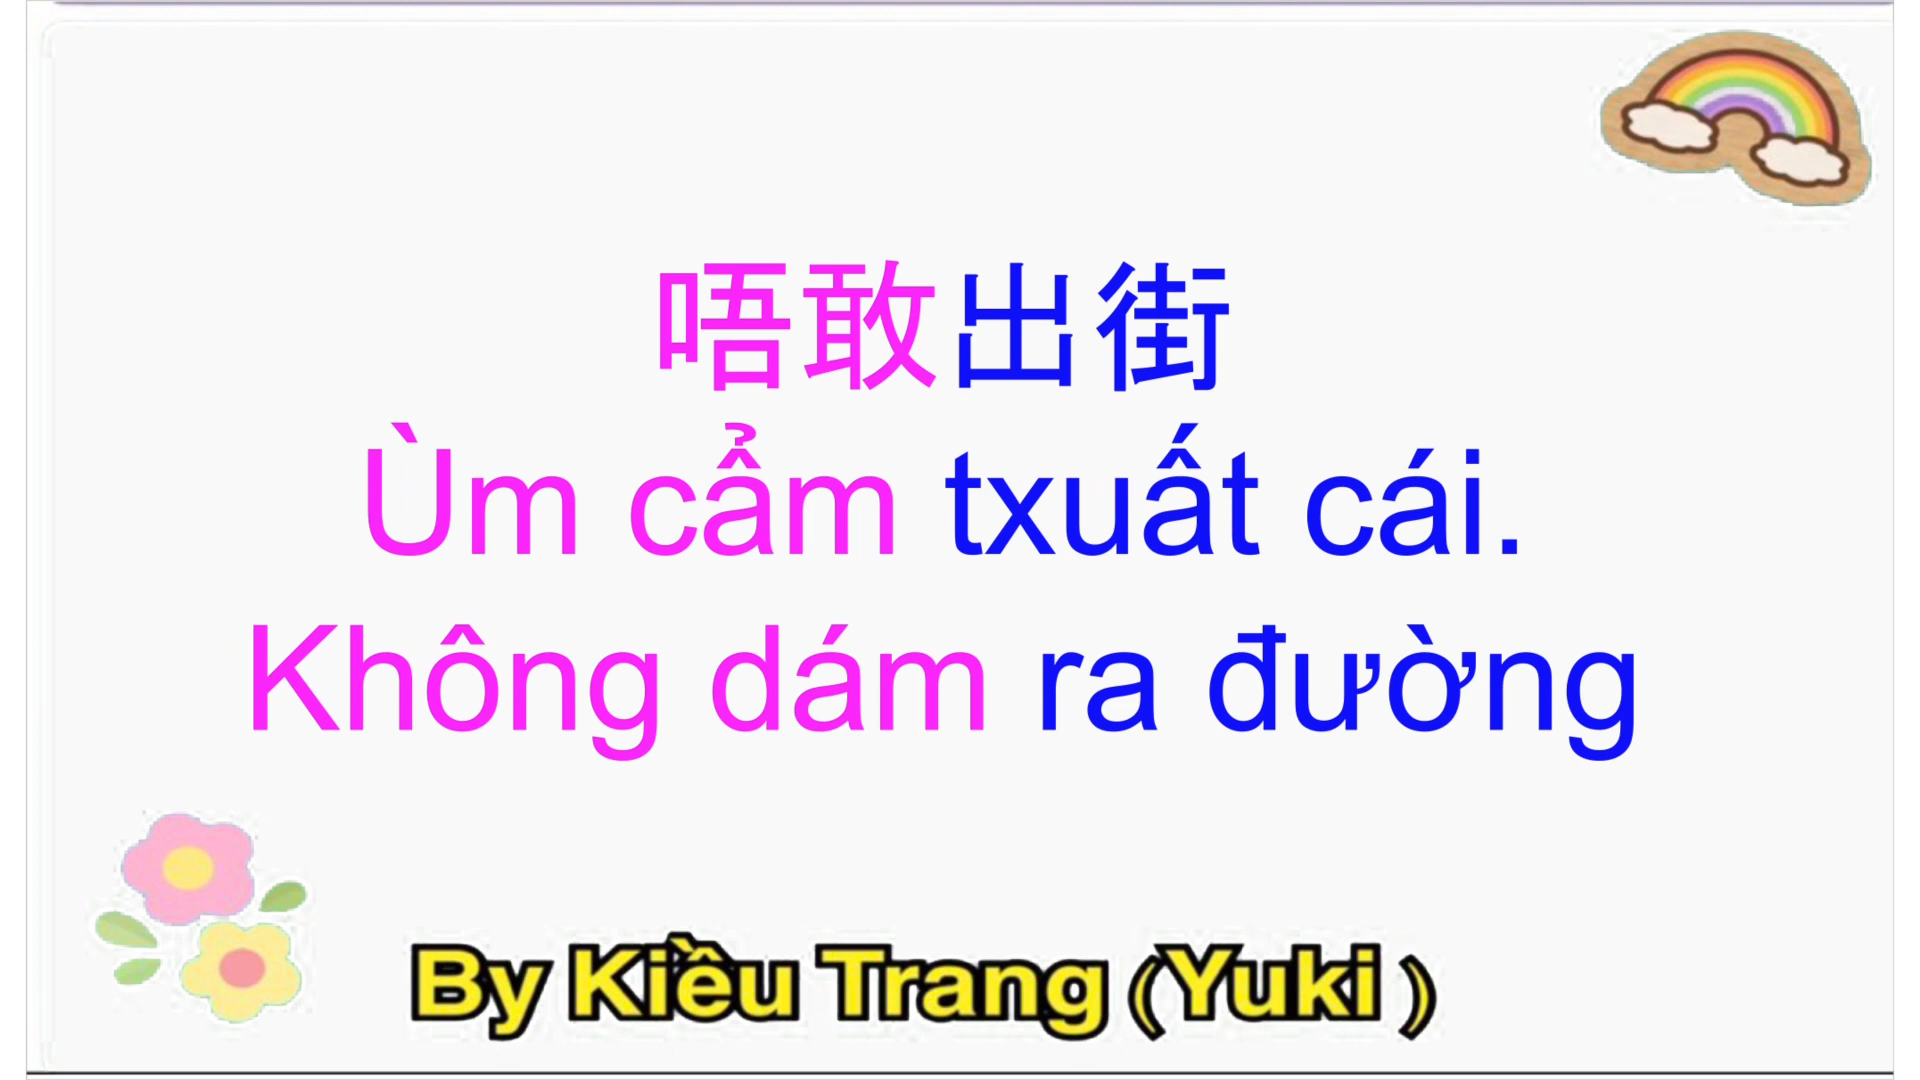 唔敢出街
Ùm cẩm txuất cái.
Không dám ra đường
By Kiều Trang (Yuki )